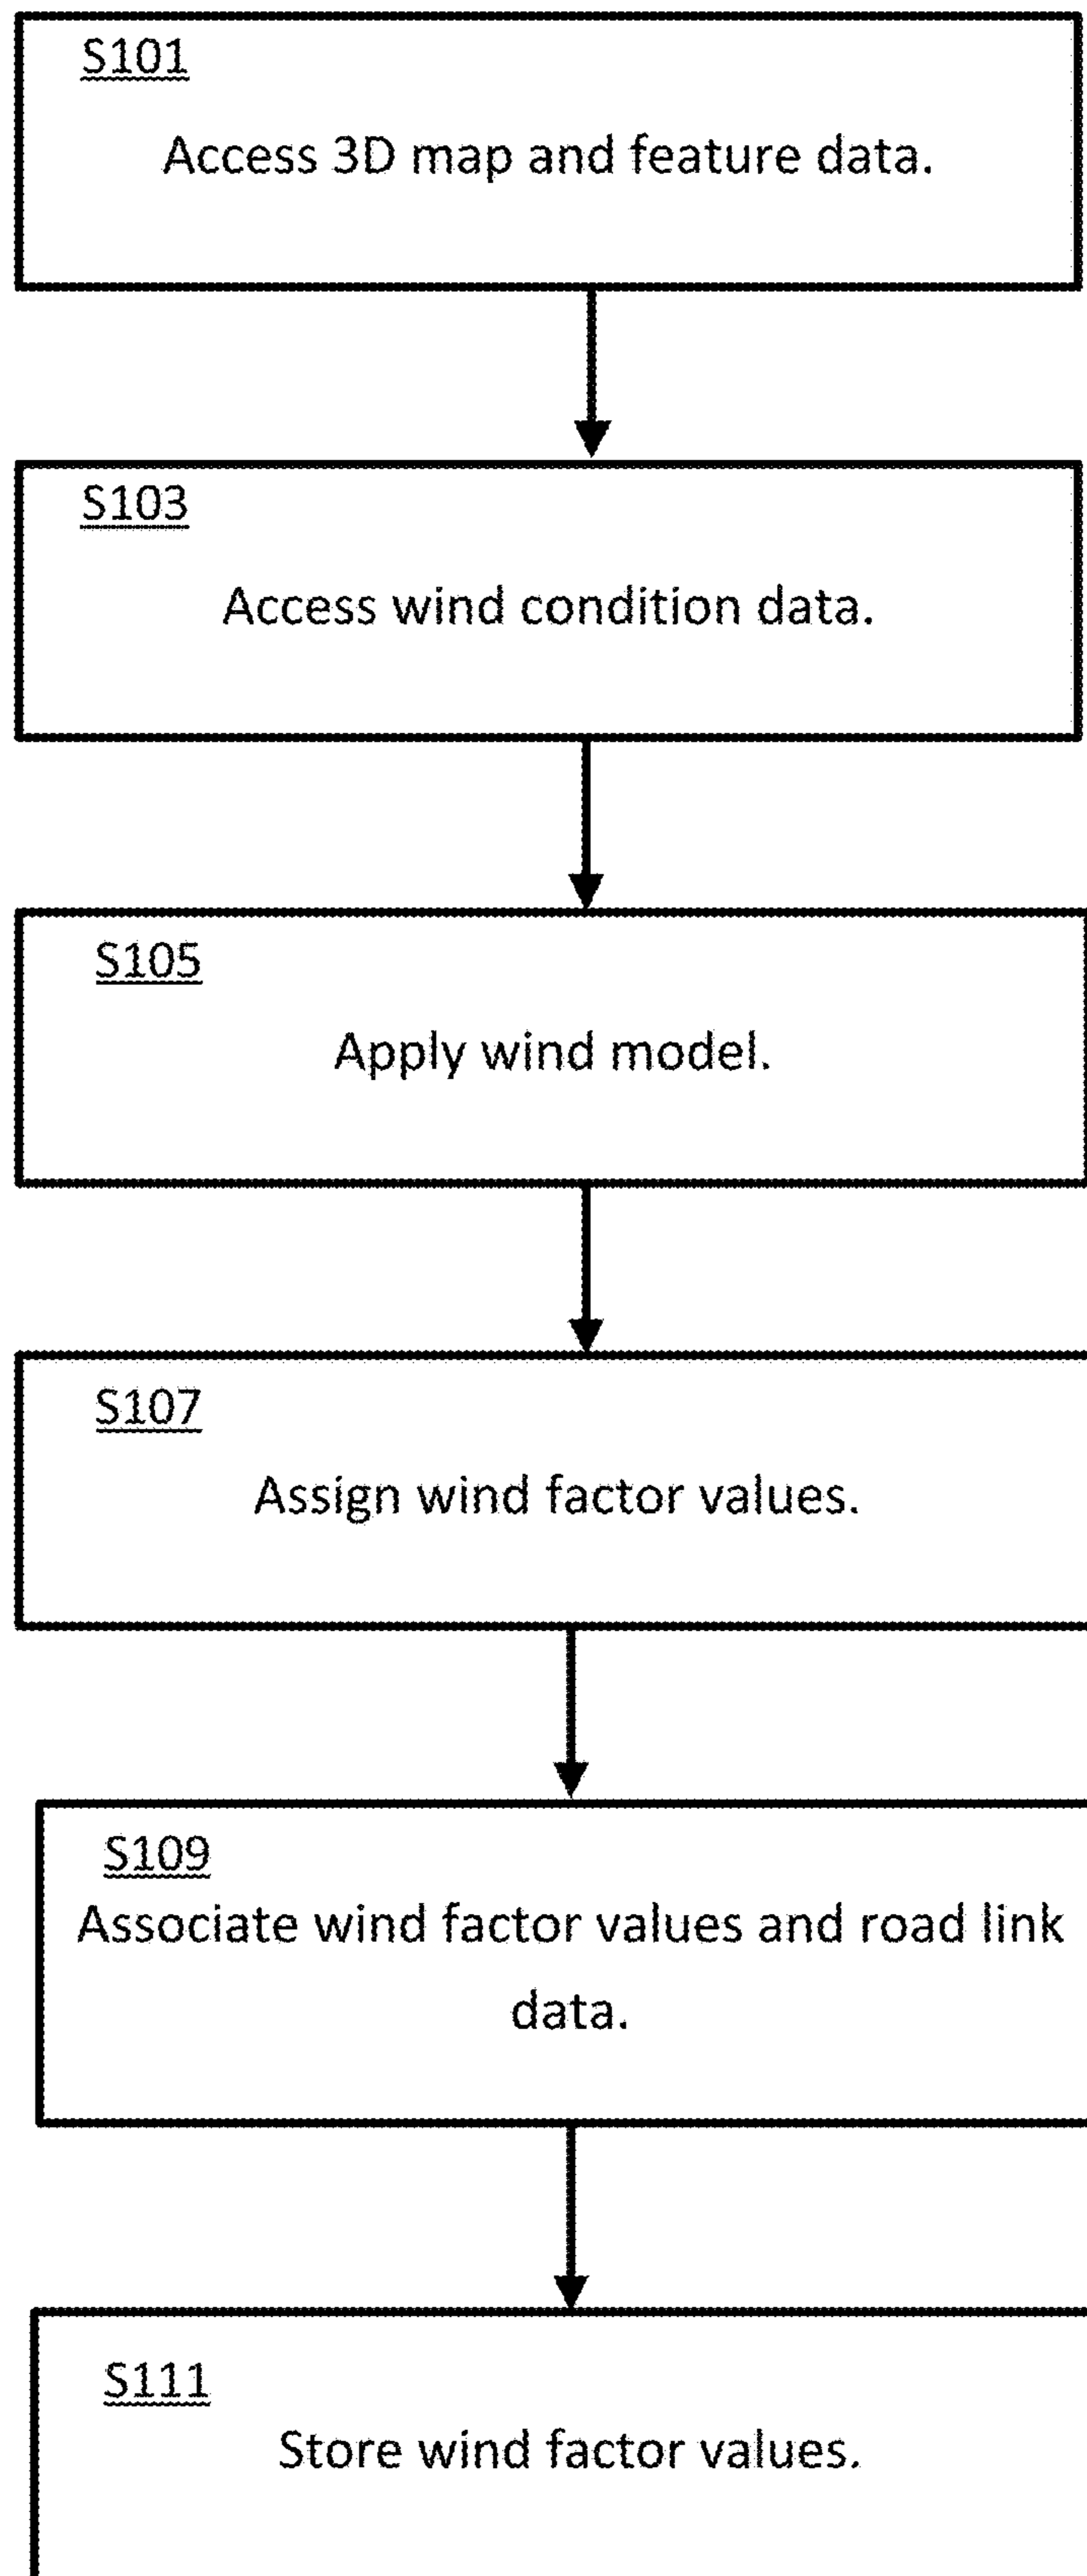 S101
Access 3D map and feature data.
S103
Access wind condition data.
S105
Apply wind model.
S107
Assign wind factor values.
S109
Associate wind factor values and road link
data.
S111
Store wind factor values.